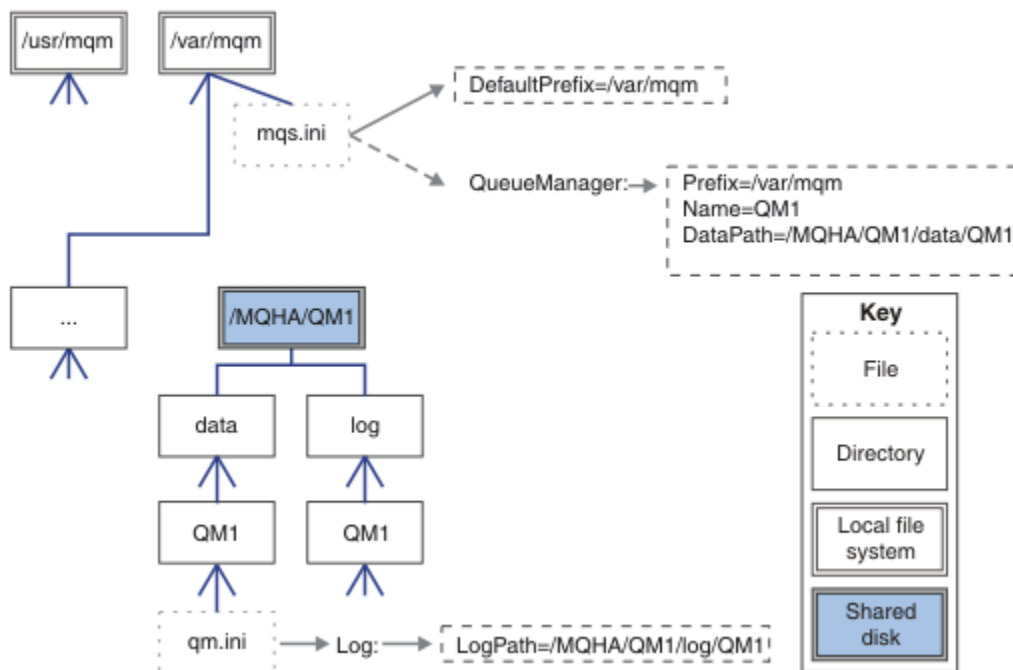 /usr/mqm
/var/mqm
DefaultPrefix=/var/mqm
mqs.ini
QueueManager:
Prefix=/var/mqm
Name=QM1
DataPath=/MQHA/QM1/data/QM1
...
/MQHA/QM1
Key
File
data
log
Directory
QM1
QM1
Local file
system
Shared
disk
qm.ini
Log:
LogPath=/MQHA/QM1/log/QM1